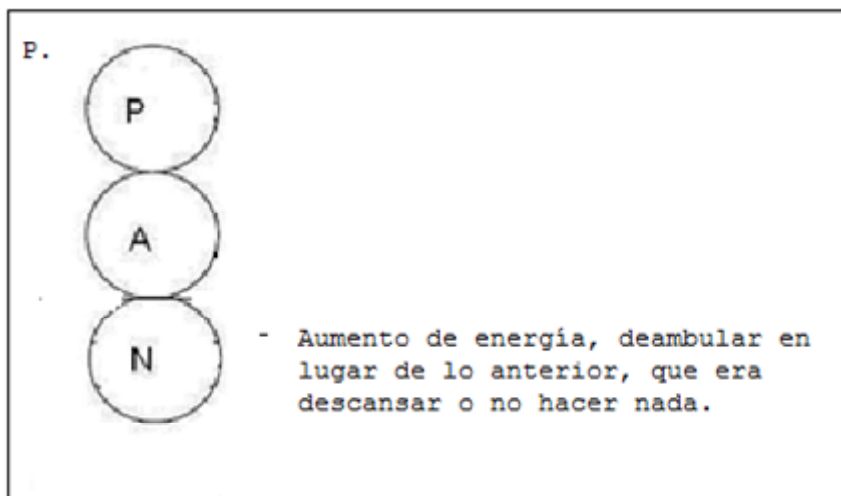 P.
P
A
N
- Aumento de energía, deambular en
lugar de lo anterior, que era
descansar o no hacer nada.